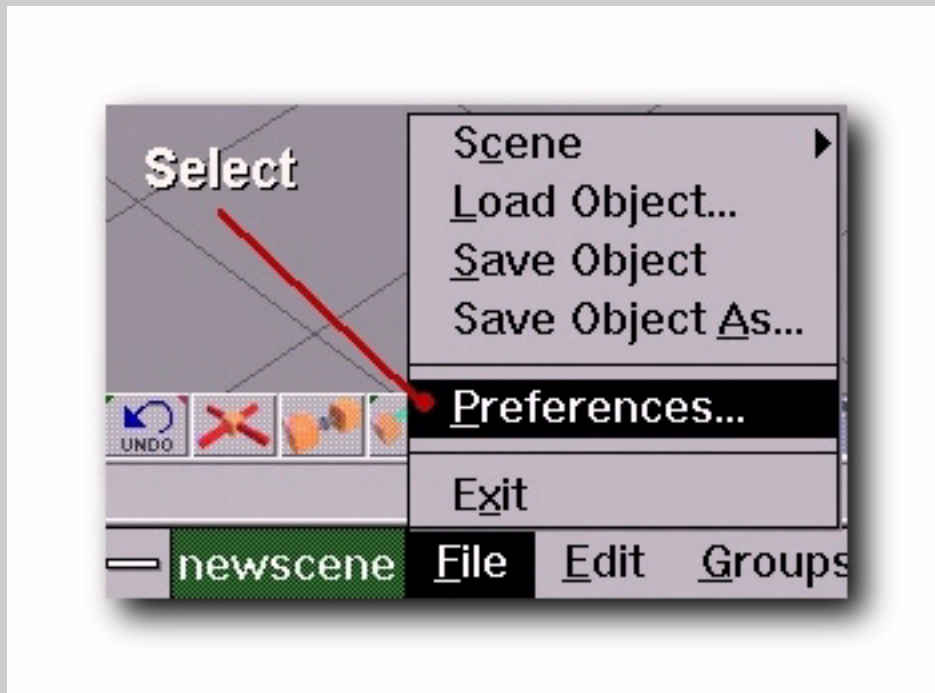 Select
Scene
Load Object...
Save Object
Save Object As...
Preferences...
UNDO
Exit
newscene File Edit Groups